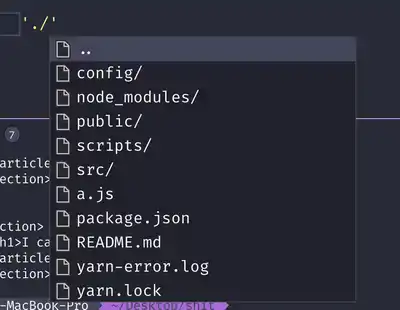 './'
..
config/
node_modules/
public/
scripts/
src/
a.js
package.json
README.md
yarn-error.log
yarn.lock
7
article
ection>
ction>
h1>I ca
article
ection>
-MacBook-Pro ~/Desktop/shit